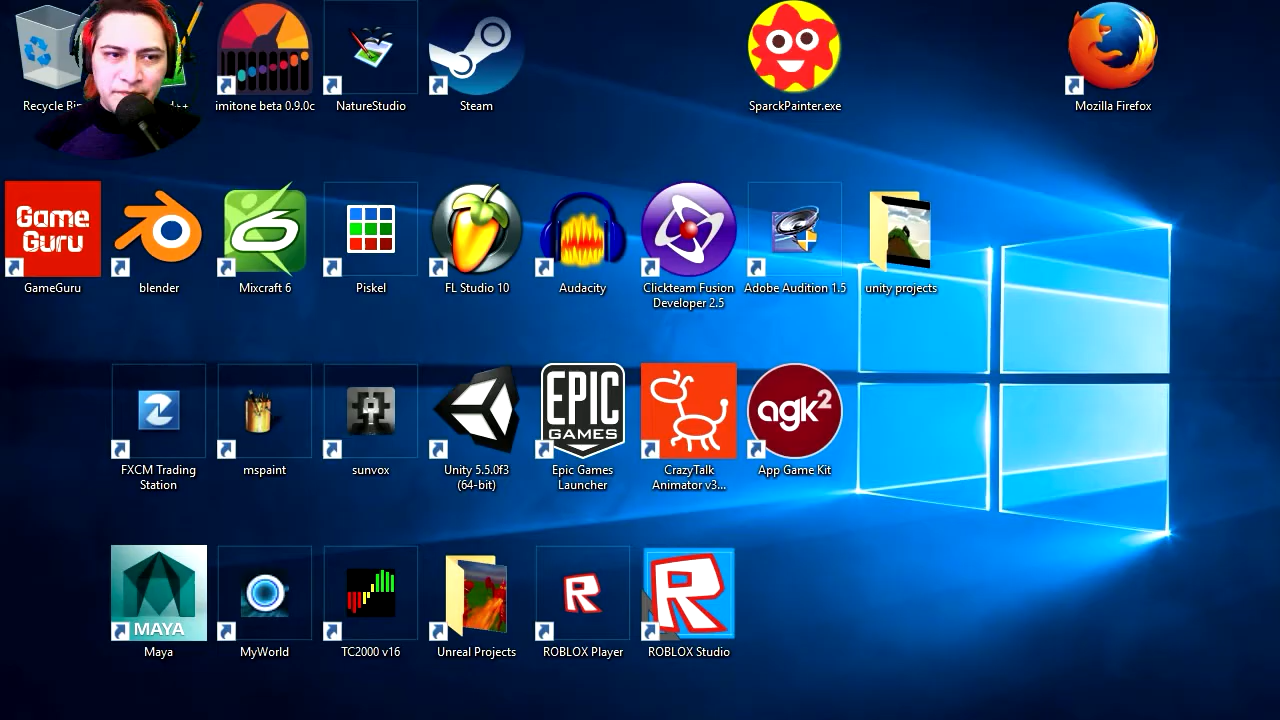 Recycle Bin
imitone beta 0.9.0c
NatureStudio
Steam
SparckPainter.exe
Mozilla Firefox
Game
Guru
GameGuru
blender
6
Mixcraft 6
Piskel
FL Studio 10
Audacity
Clickteam Fusion
Developer 2.5
Adobe Audition 1.5
unity projects
FXCM Trading
Station
mspaint
sunvox
Unity 5.5.0f3
(64-bit)
EPIC
GAMES
Epic Games
Launcher
CrazyTalk
Animator v3...
agk2
App Game Kit
MAYA
Maya
MyWorld
TC2000 v16
Unreal Projects
R
ROBLOX Player
R
ROBLOX Studio